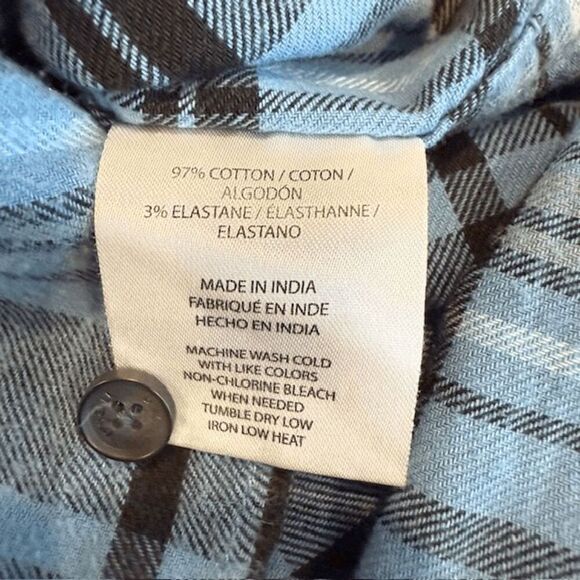 97% COTTON / COTON /
ALGODÓN
3% ELASTANE / ÉLASTHANNE /
ELASTANO
MADE IN INDIA
FABRIQUÉ EN INDE
HECHO EN INDIA
MACHINE WASH COLD
WITH LIKE COLORS
NON-CHLORINE BLEACH
WHEN NEEDED
TUMBLE DRY LOW
IRON LOW HEAT